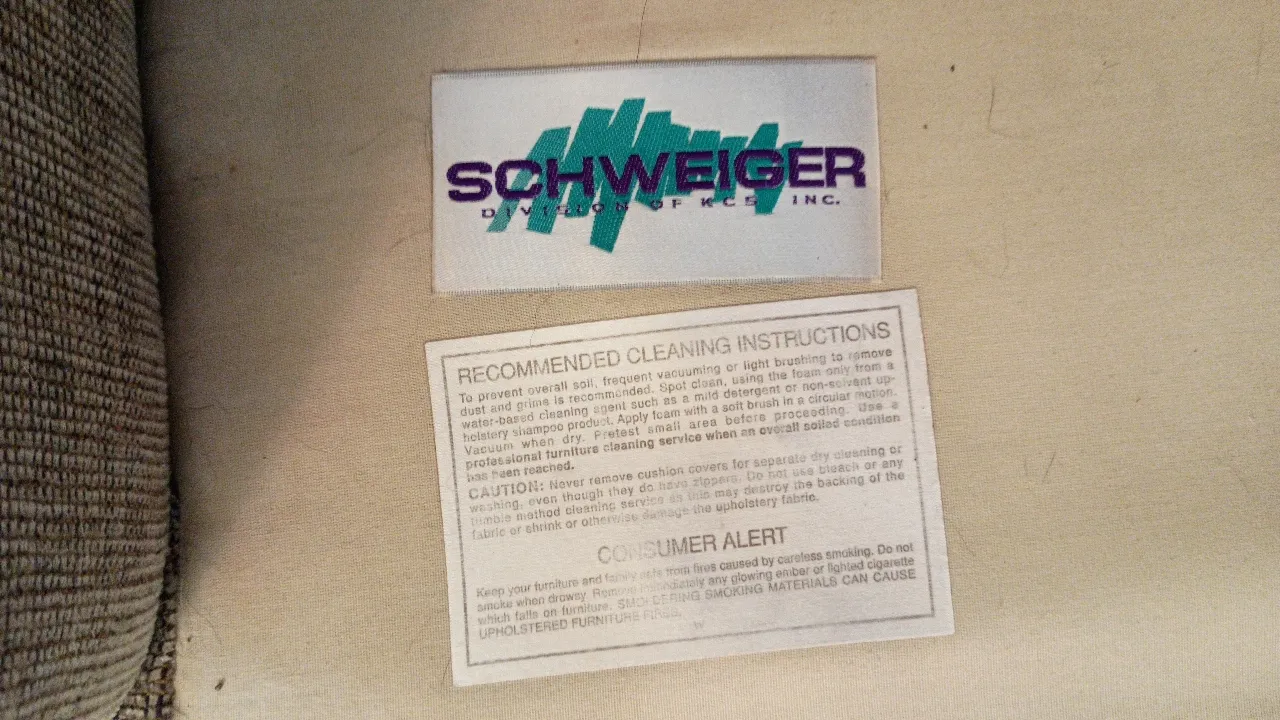 SCHWEIGER
DIVISION OF KCS INC.
RECOMMENDED CLEANING INSTRUCTIONS
To prevent overall soil, frequent vacuuming or light brushing to remove
dust and grime is recommended. Spot clean, using the foam only from a
water-based cleaning agent such as a mild detergent or non-solvent up-
holstery shampoo product. Apply foam with a soft brush in a circular motion.
Vacuum when dry. Pretest small area before proceeding. Use a
professional furniture cleaning service when an overall soiled condition
has been reached.
CAUTION: Never remove cushion covers for separate dry cleaning or
washing, even though they do have zippers. Do not use bleach or any
tumble method cleaning service as this may destroy the backing of the
fabric or shrink or otherwise damage the upholstery fabric.
CONSUMER ALERT
Keep your furniture and family safe from fires caused by careless smoking. Do not
smoke when drowsy. Remove immediately any glowing ember or lighted cigarette
which falls on furniture. SMOLDERING SMOKING MATERIALS CAN CAUSE
UPHOLSTERED FURNITURE FIRES.
W